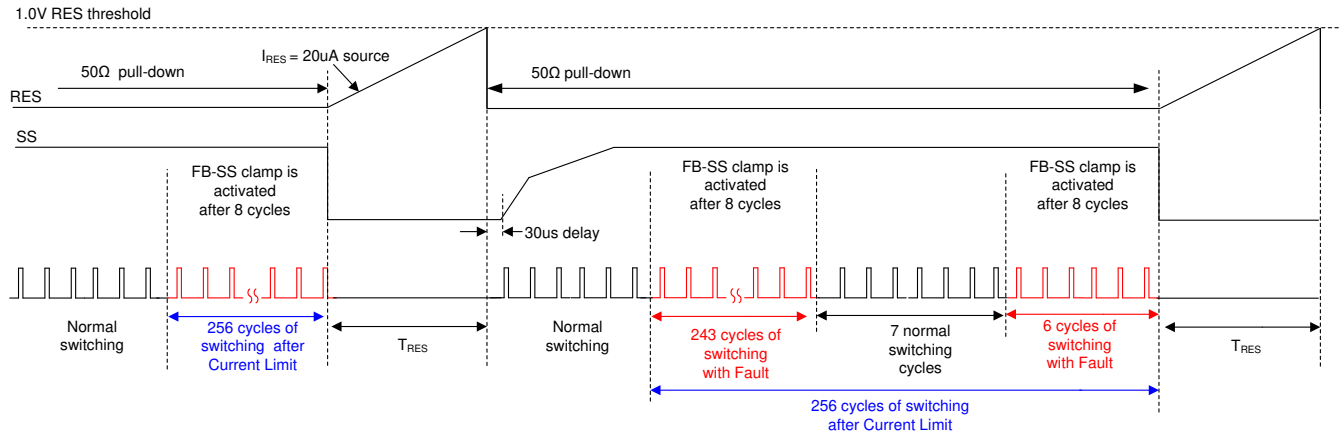 1.0V RES threshold
I_RES = 20uA source
50Ω pull-down
50Ω pull-down
RES
SS
FB-SS clamp is
activated
after 8 cycles
FB-SS clamp is
activated
after 8 cycles
FB-SS clamp is
activated
after 8 cycles
30us delay
Normal
switching
256 cycles of
switching after
Current Limit
T_RES
Normal
switching
243 cycles of
switching
with Fault
7 normal
switching
cycles
6 cycles of
switching
with Fault
T_RES
256 cycles of switching
after Current Limit